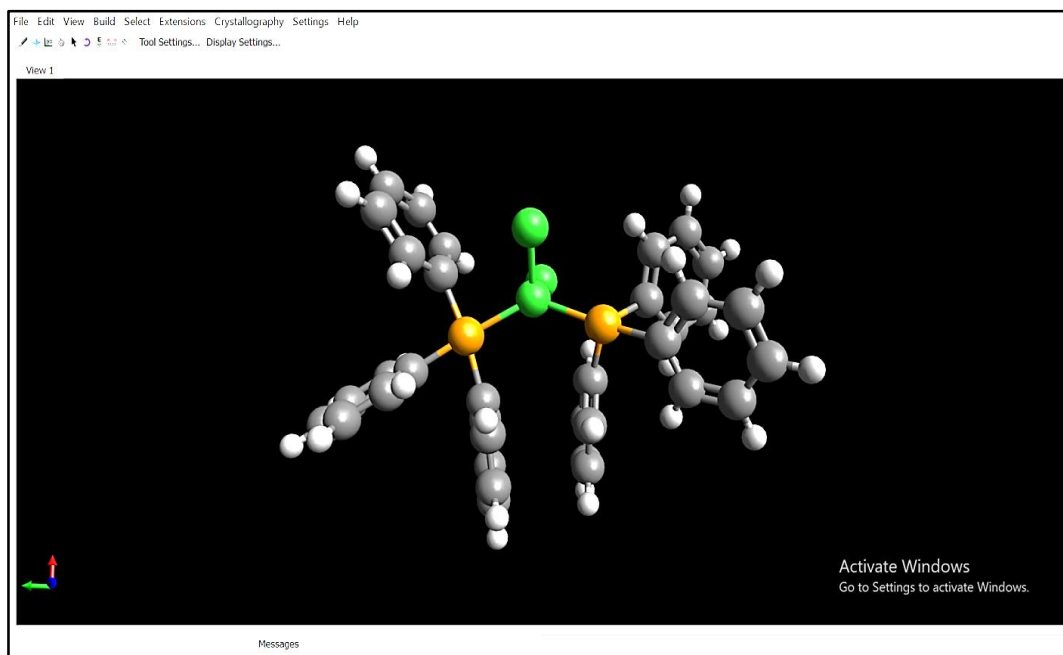 File Edit View Build Select Extensions Crystallography Settings Help
Tool Settings... Display Settings...
View 1
Activate Windows
Go to Settings to activate Windows.
Messages